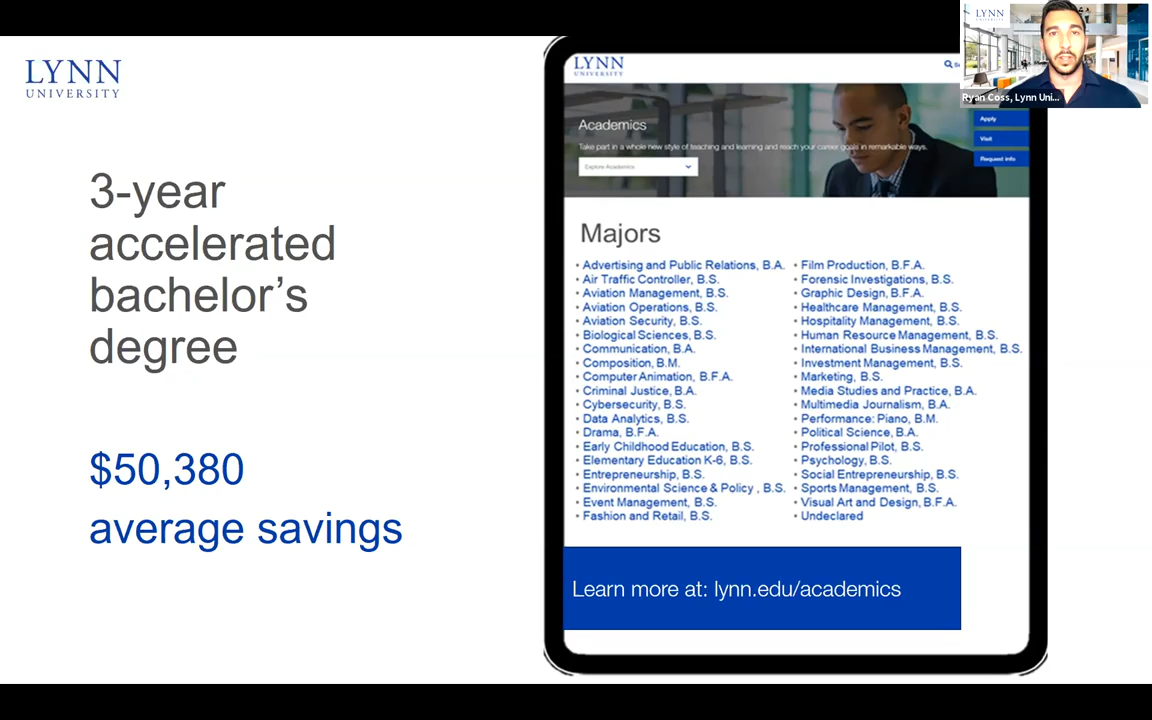 LYNN
UNIVERSITY
3-year
accelerated
bachelor’s
degree
$50,380
average savings
LYNN
UNIVERSITY
Academics
Take part in a whole new style of teaching and learning and reach your career goals in remarkable ways.
Explore Academics
Apply
Visit
Request info
Majors
• Advertising and Public Relations, B.A.
• Air Traffic Controller, B.S.
• Aviation Management, B.S.
• Aviation Operations, B.S.
• Aviation Security, B.S.
• Biological Sciences, B.S.
• Communication, B.A.
• Composition, B.M.
• Computer Animation, B.F.A.
• Criminal Justice, B.A.
• Cybersecurity, B.S.
• Data Analytics, B.S.
• Drama, B.F.A.
• Early Childhood Education, B.S.
• Elementary Education K-6, B.S.
• Entrepreneurship, B.S.
• Environmental Science & Policy , B.S.
• Event Management, B.S.
• Fashion and Retail, B.S.
• Film Production, B.F.A.
• Forensic Investigations, B.S.
• Graphic Design, B.F.A.
• Healthcare Management, B.S.
• Hospitality Management, B.S.
• Human Resource Management, B.S.
• International Business Management, B.S.
• Investment Management, B.S.
• Marketing, B.S.
• Media Studies and Practice, B.A.
• Multimedia Journalism, B.A.
• Performance: Piano, B.M.
• Political Science, B.A.
• Professional Pilot, B.S.
• Psychology, B.S.
• Social Entrepreneurship, B.S.
• Sports Management, B.S.
• Visual Art and Design, B.F.A.
• Undeclared
Learn more at: lynn.edu/academics
LYNN
UNIVERSITY
Ryan Coss, Lynn Uni...